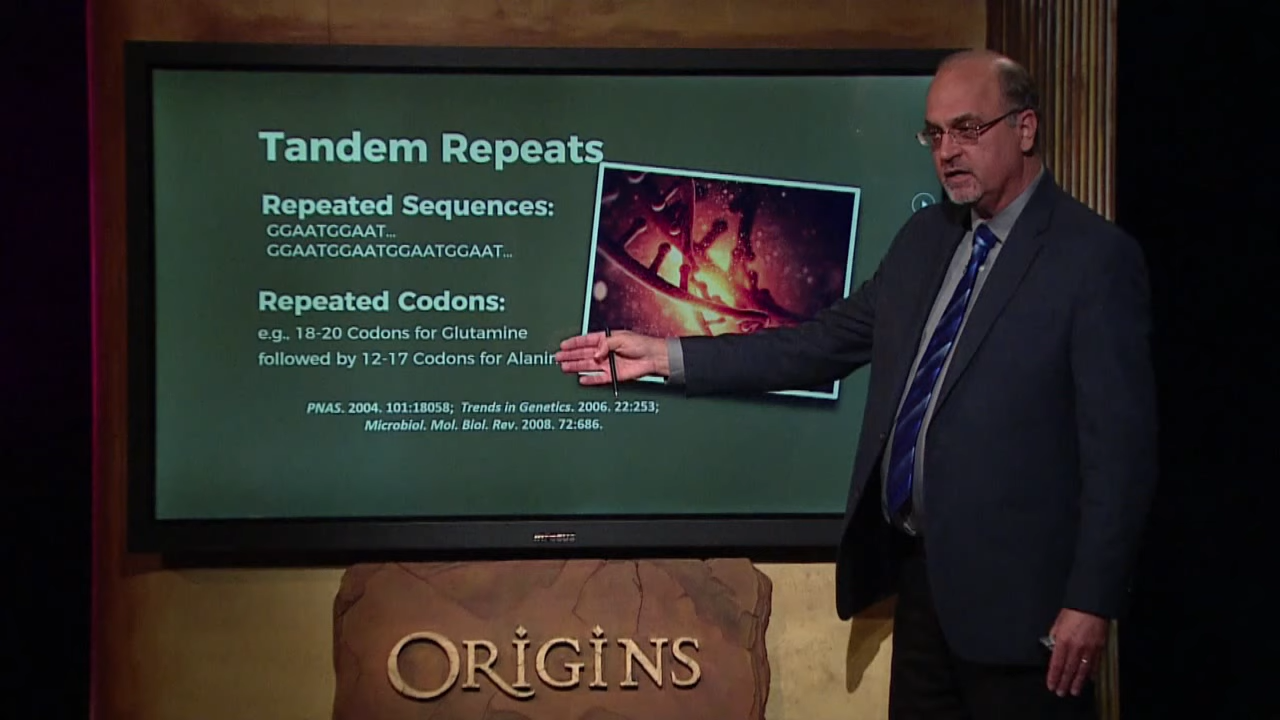 Tandem Repeats
Repeated Sequences:
GGAATGGAAT...
GGAATGGAATGGAATGGAAT...
Repeated Codons:
e.g., 18-20 Codons for Glutamine
followed by 12-17 Codons for
PNAS. 2004. 101:18058; Trends in Genetics. 2006. 22:253;
Microbiol. Mol. Biol. Rev. 2008. 72:686.
InFocus
ORIGINS